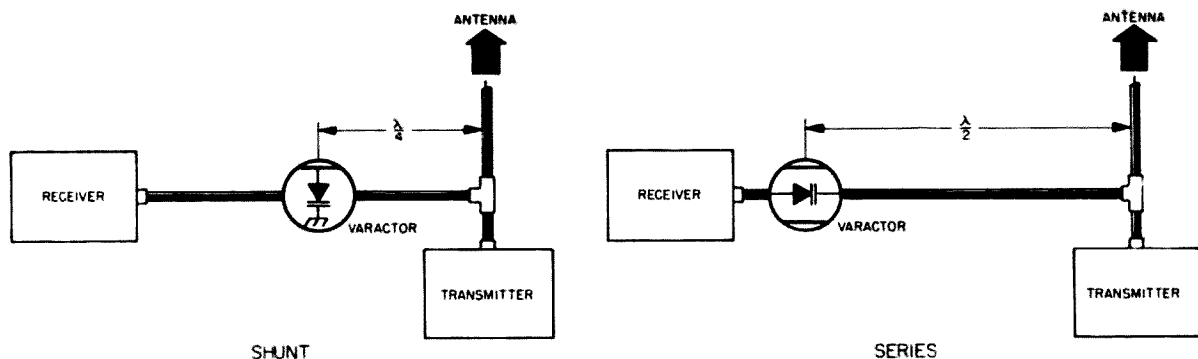 ANTENNA
λ/4
RECEIVER
VARACTOR
TRANSMITTER
SHUNT
ANTENNA
λ/2
RECEIVER
VARACTOR
TRANSMITTER
SERIES